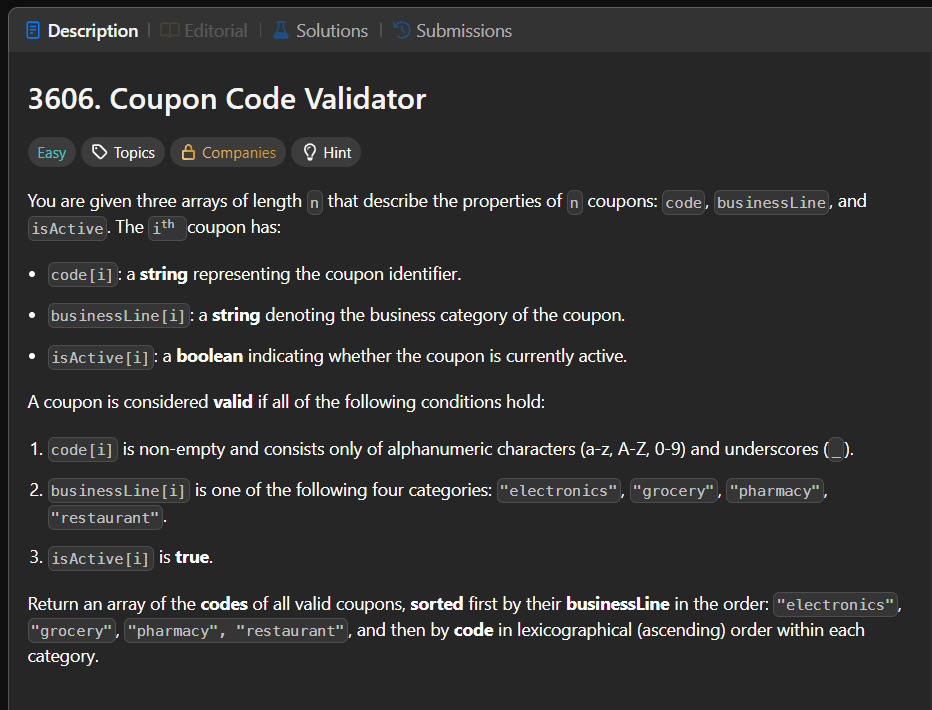 Description | Editorial | Solutions | Submissions
3606. Coupon Code Validator
Easy Topics Companies Hint
You are given three arrays of length n that describe the properties of n coupons: code, businessLine, and
isActive. The ith coupon has:
• code[i]: a string representing the coupon identifier.
• businessLine[i]: a string denoting the business category of the coupon.
• isActive[i]: a boolean indicating whether the coupon is currently active.
A coupon is considered valid if all of the following conditions hold:
1. code[i] is non-empty and consists only of alphanumeric characters (a-z, A-Z, 0-9) and underscores (_).
2. businessLine[i] is one of the following four categories: "electronics", "grocery", "pharmacy",
"restaurant".
3. isActive[i] is true.
Return an array of the codes of all valid coupons, sorted first by their businessLine in the order: "electronics",
"grocery", "pharmacy", "restaurant", and then by code in lexicographical (ascending) order within each
category.